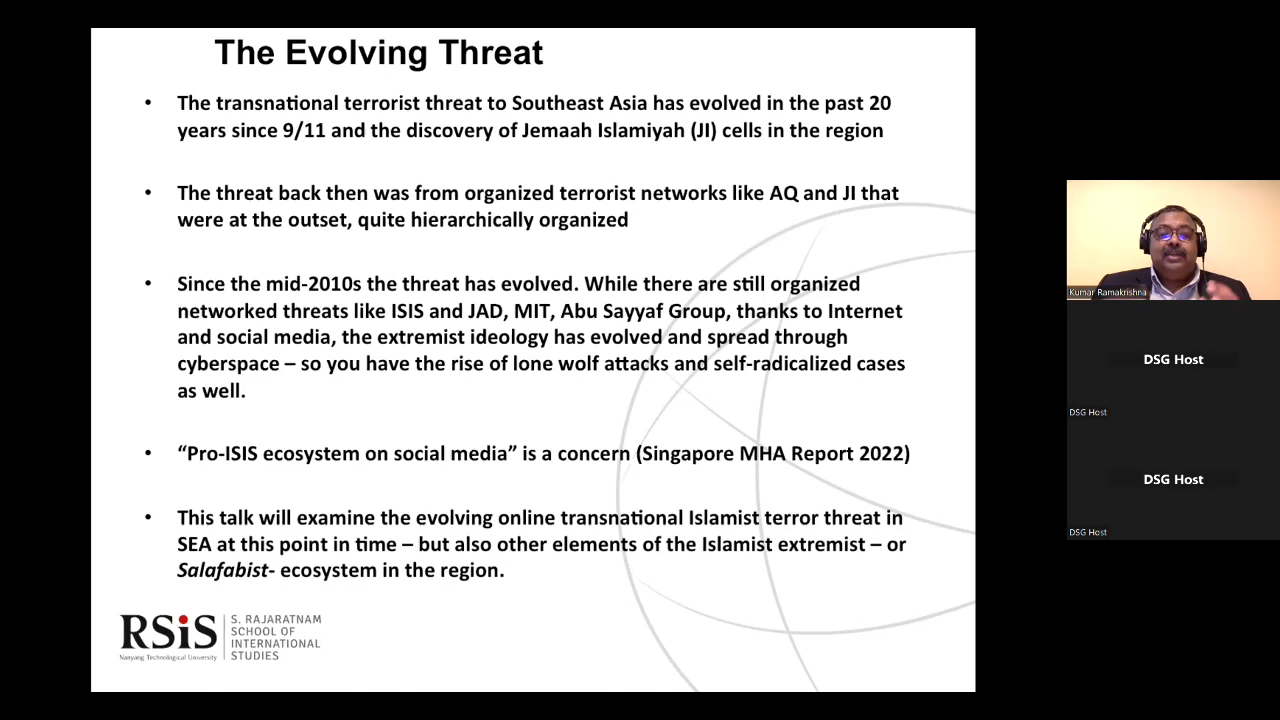 The Evolving Threat
• The transnational terrorist threat to Southeast Asia has evolved in the past 20
years since 9/11 and the discovery of Jemaah Islamiyah (JI) cells in the region
• The threat back then was from organized terrorist networks like AQ and JI that
were at the outset, quite hierarchically organized
• Since the mid-2010s the threat has evolved. While there are still organized
networked threats like ISIS and JAD, MIT, Abu Sayyaf Group, thanks to Internet
and social media, the extremist ideology has evolved and spread through
cyberspace – so you have the rise of lone wolf attacks and self-radicalized cases
as well.
• “Pro-ISIS ecosystem on social media” is a concern (Singapore MHA Report 2022)
• This talk will examine the evolving online transnational Islamist terror threat in
SEA at this point in time – but also other elements of the Islamist extremist – or
Salafabist- ecosystem in the region.
RSiS
Nanyang Technological University
S. RAJARATNAM
SCHOOL OF
INTERNATIONAL
STUDIES
Kumar Ramakrishna
DSG Host
DSG Host
DSG Host
DSG Host